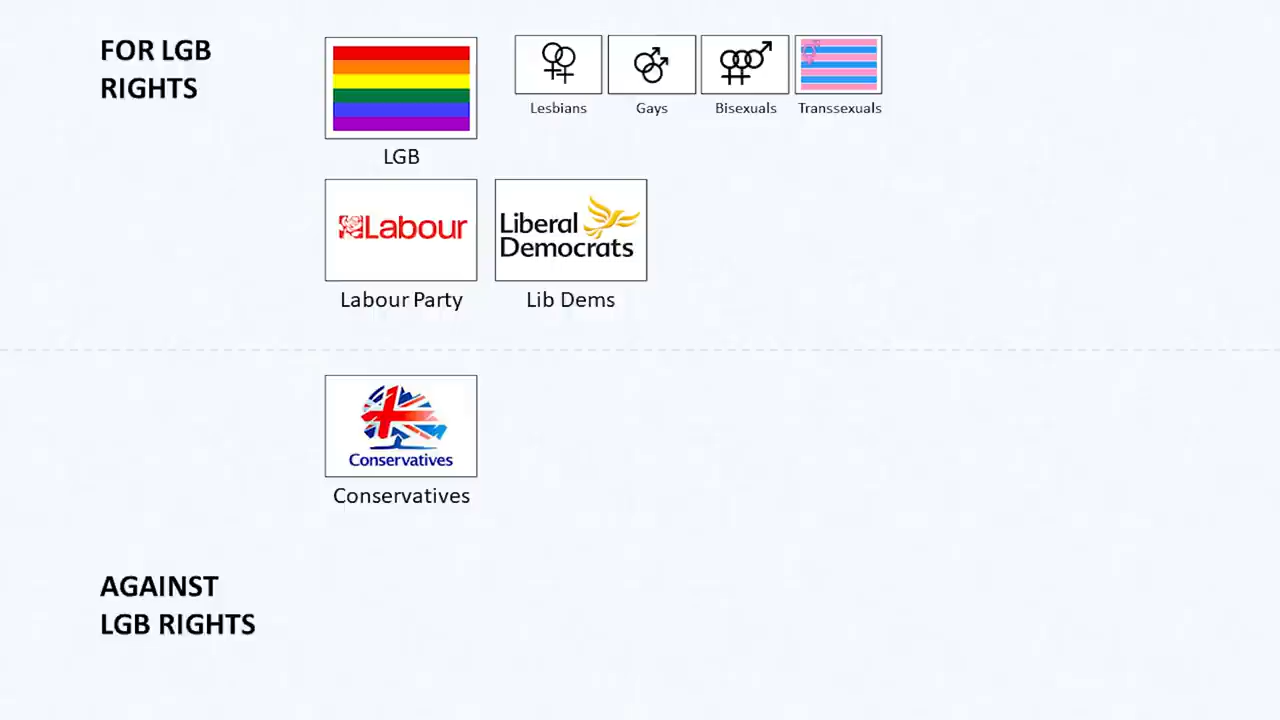 FOR LGB
RIGHTS
LGB
Lesbians
Gays
Bisexuals
Transsexuals
Labour
Labour Party
Liberal
Democrats
Lib Dems
Conservatives
Conservatives
AGAINST
LGB RIGHTS